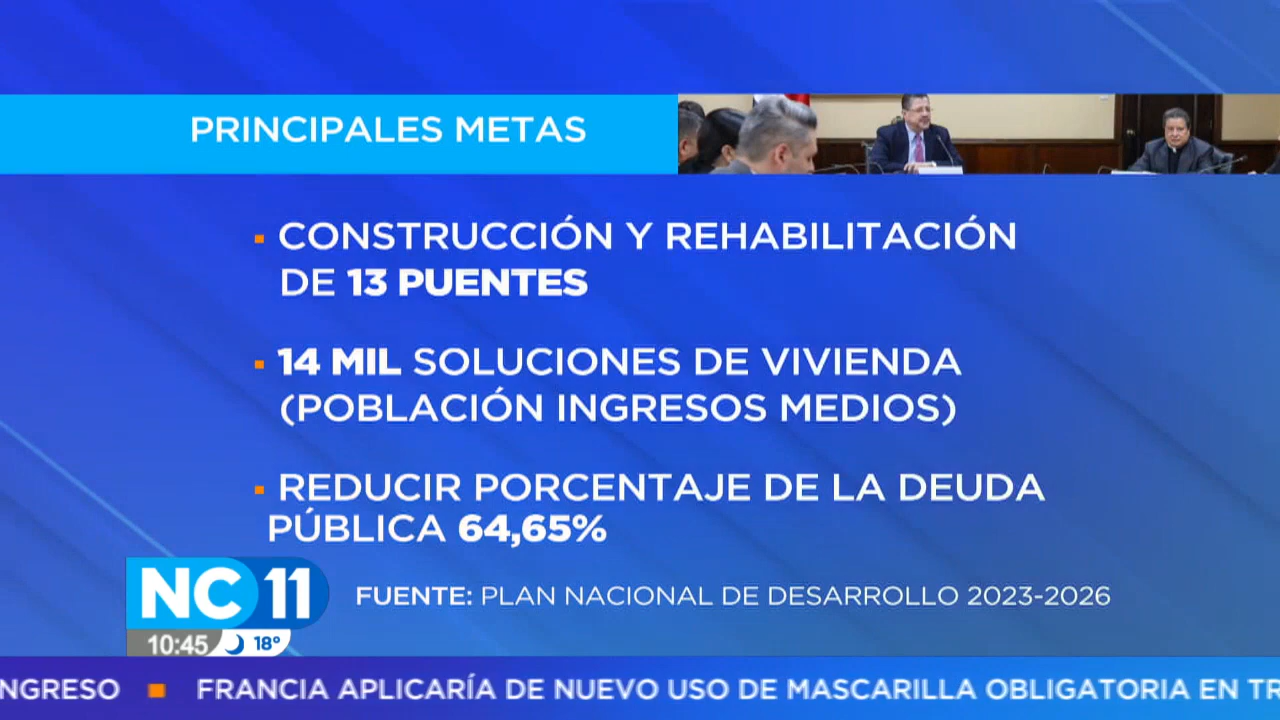 PRINCIPALES METAS
CONSTRUCCIÓN Y REHABILITACIÓN
DE 13 PUENTES
14 MIL SOLUCIONES DE VIVIENDA
(POBLACIÓN INGRESOS MEDIOS)
REDUCIR PORCENTAJE DE LA DEUDA
PÚBLICA 64,65%
NC 11
FUENTE: PLAN NACIONAL DE DESARROLLO 2023-2026
10:45 18°
NGRESO ▪ FRANCIA APLICARÍA DE NUEVO USO DE MASCARILLA OBLIGATORIA EN TR